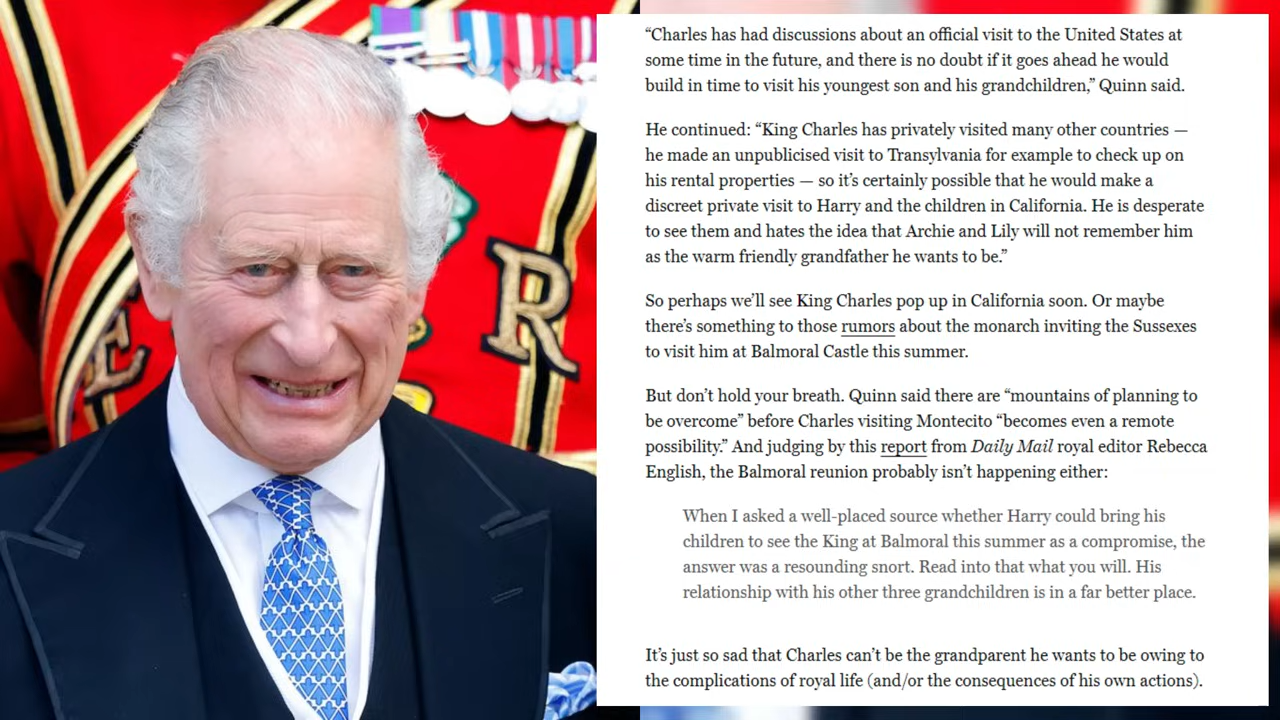 “Charles has had discussions about an official visit to the United States at
some time in the future, and there is no doubt if it goes ahead he would
build in time to visit his youngest son and his grandchildren,” Quinn said.
He continued: “King Charles has privately visited many other countries —
he made an unpublicised visit to Transylvania for example to check up on
his rental properties — so it’s certainly possible that he would make a
discreet private visit to Harry and the children in California. He is desperate
to see them and hates the idea that Archie and Lily will not remember him
as the warm friendly grandfather he wants to be.”
So perhaps we’ll see King Charles pop up in California soon. Or maybe
there’s something to those rumors about the monarch inviting the Sussexes
to visit him at Balmoral Castle this summer.
But don’t hold your breath. Quinn said there are “mountains of planning to
be overcome” before Charles visiting Montecito “becomes even a remote
possibility.” And judging by this report from Daily Mail royal editor Rebecca
English, the Balmoral reunion probably isn’t happening either:
When I asked a well-placed source whether Harry could bring his
children to see the King at Balmoral this summer as a compromise, the
answer was a resounding snort. Read into that what you will. His
relationship with his other three grandchildren is in a far better place.
It’s just so sad that Charles can’t be the grandparent he wants to be owing to
the complications of royal life (and/or the consequences of his own actions).
E
R